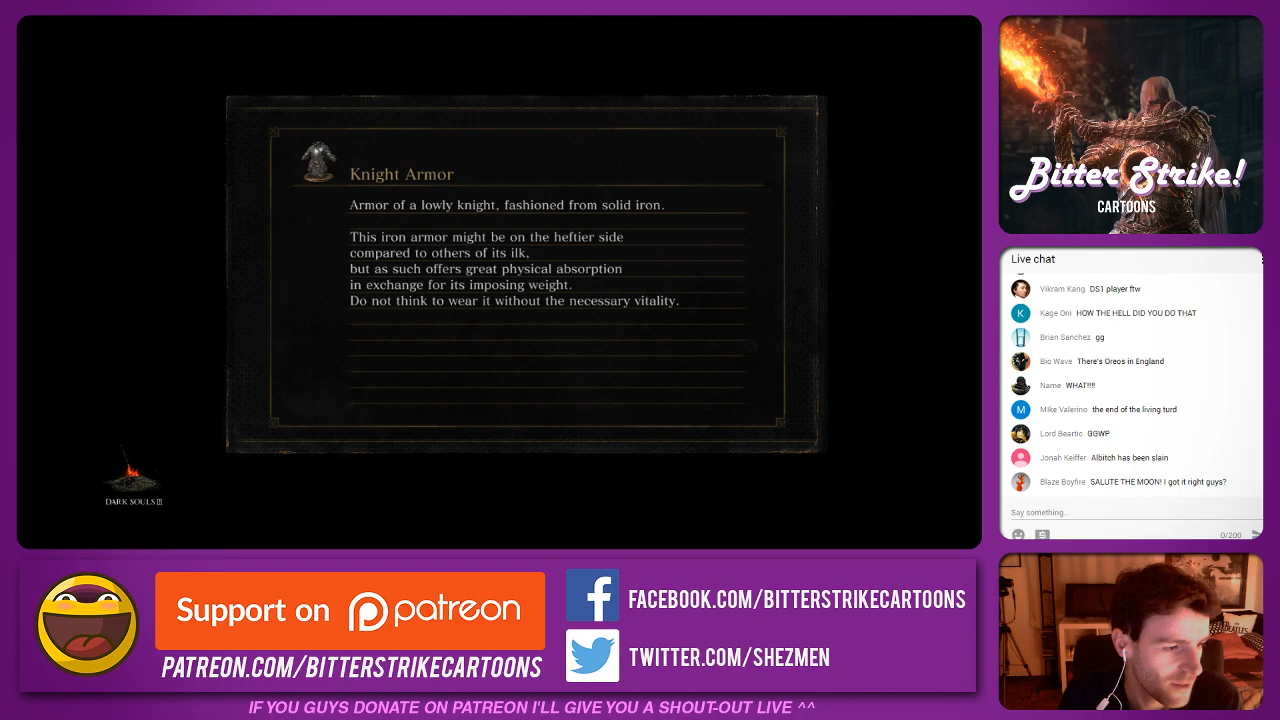 Knight Armor
Armor of a lowly knight, fashioned from solid iron.
This iron armor might be on the heftier side
compared to others of its ilk,
but as such offers great physical absorption
in exchange for its imposing weight.
Do not think to wear it without the necessary vitality.
DARK SOULS III
Bitter Strike!
CARTOONS
Live chat
Vikram Kang DS1 player ftw
K
Kage Oni HOW THE HELL DID YOU DO THAT
Brian Sanchez gg
Bio Wave There's Oreos in England
Name WHAT!!!!
M
Mike Valerino the end of the living turd
Lord Beartic GGWP
Jonah Keiffer Albitch has been slain
Blaze Boyfire SALUTE THE MOON! I got it right guys?
Say something...
0/200
Support on patreon
PATREON.COM/BITTERSTRIKECARTOONS
FACEBOOK.COM/BITTERSTRIKECARTOONS
TWITTER.COM/SHEZMEN
IF YOU GUYS DONATE ON PATREON I'LL GIVE YOU A SHOUT-OUT LIVE ^^